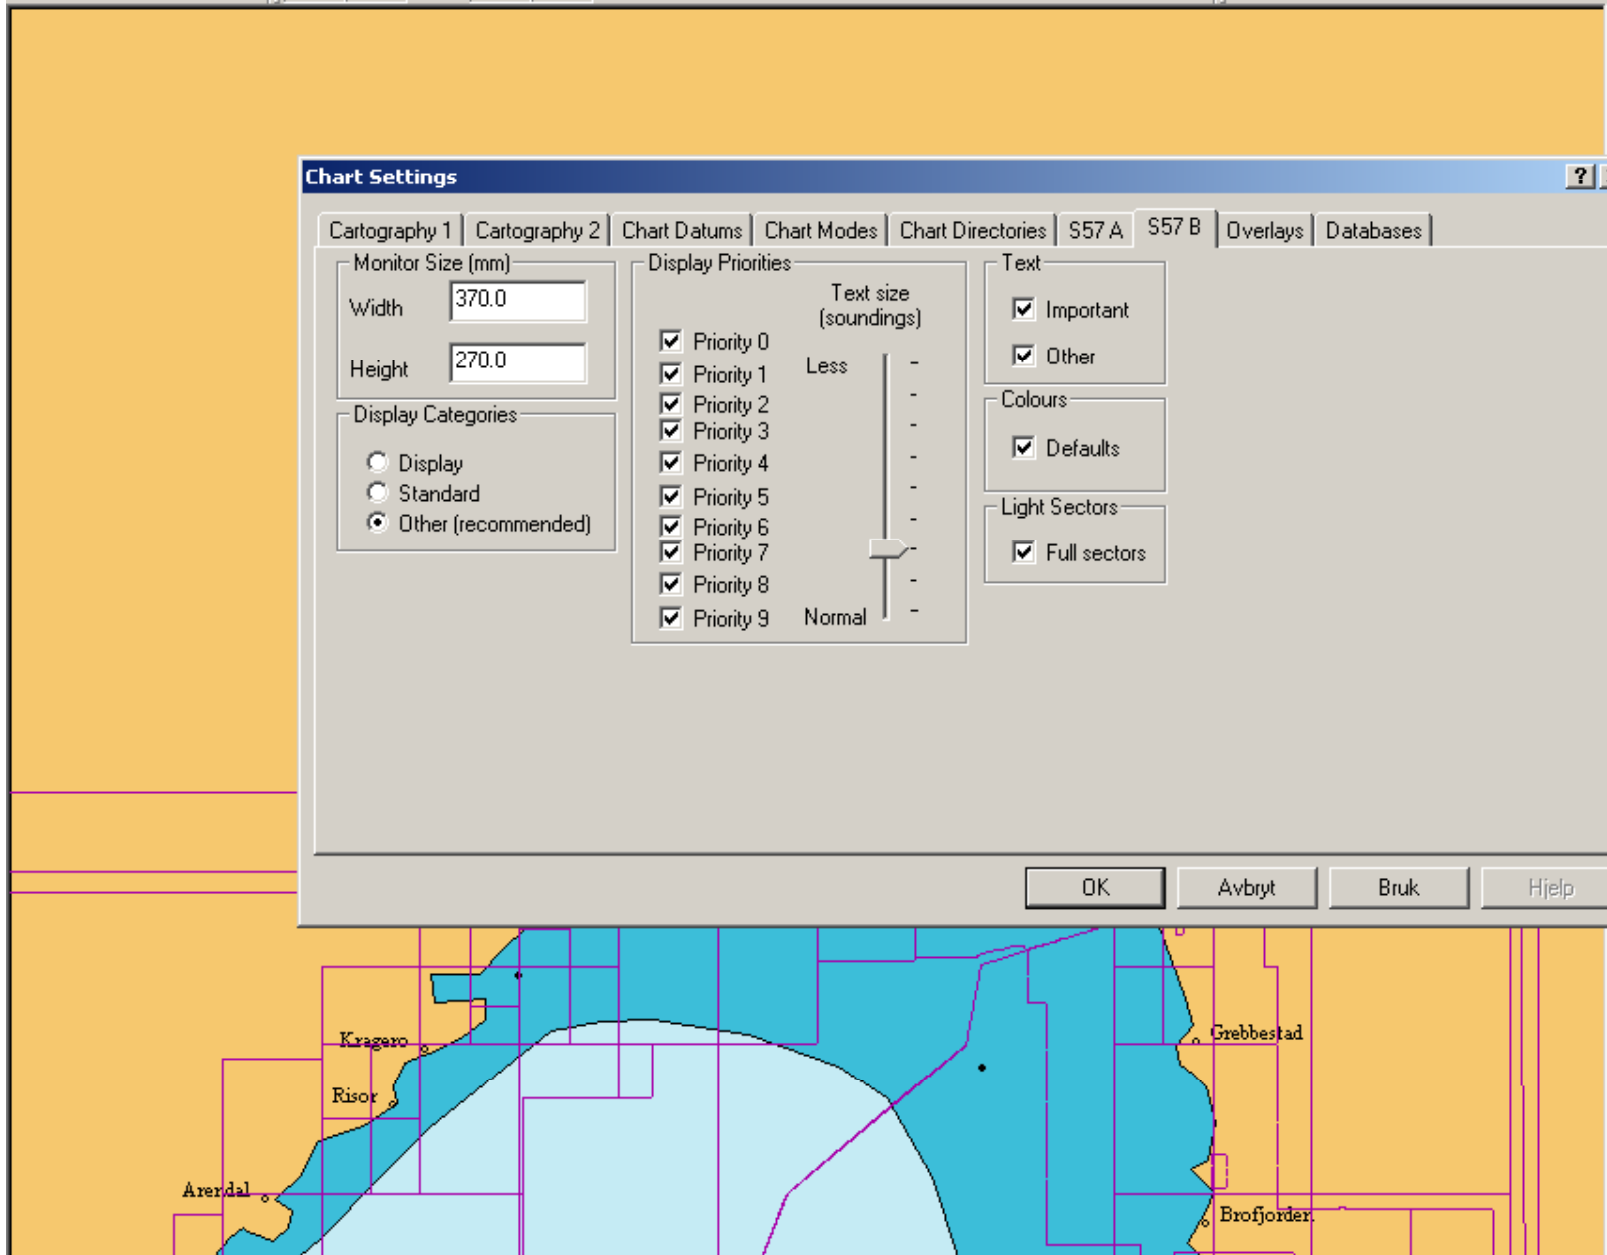 Chart Settings
?
Cartography 1 Cartography 2 Chart Datums Chart Modes Chart Directories S57 A S57 B Overlays Databases
Monitor Size (mm)
Width 370.0
Height 270.0
Display Categories
Display
Standard
Other (recommended)
Display Priorities
Text size
(soundings)
Priority 0
Priority 1
Priority 2
Priority 3
Priority 4
Priority 5
Priority 6
Priority 7
Priority 8
Priority 9
Less
Normal
Text
Important
Other
Colours
Defaults
Light Sectors
Full sectors
OK Avbryt Bruk Hjelp
Kragero
Grebbestad
Risor
Arendal
Brofjorden